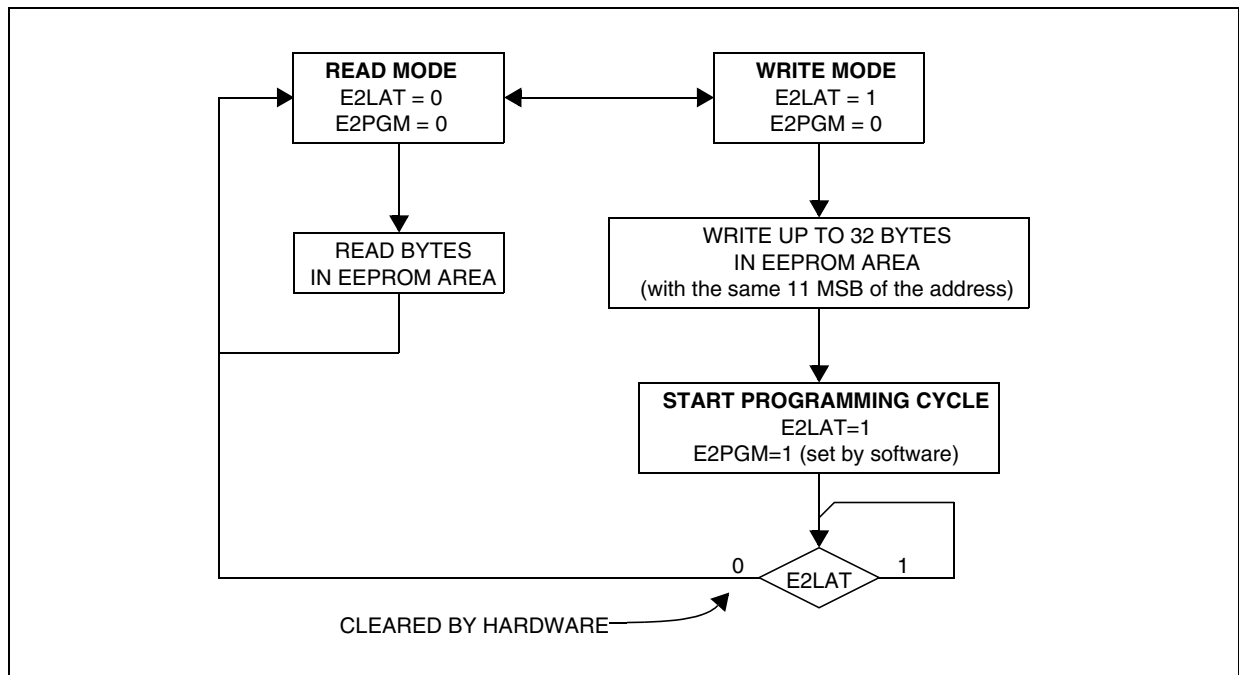 READ MODE
E2LAT = 0
E2PGM = 0
WRITE MODE
E2LAT = 1
E2PGM = 0
READ BYTES
IN EEPROM AREA
WRITE UP TO 32 BYTES
IN EEPROM AREA
(with the same 11 MSB of the address)
START PROGRAMMING CYCLE
E2LAT=1
E2PGM=1 (set by software)
0
E2LAT
1
CLEARED BY HARDWARE